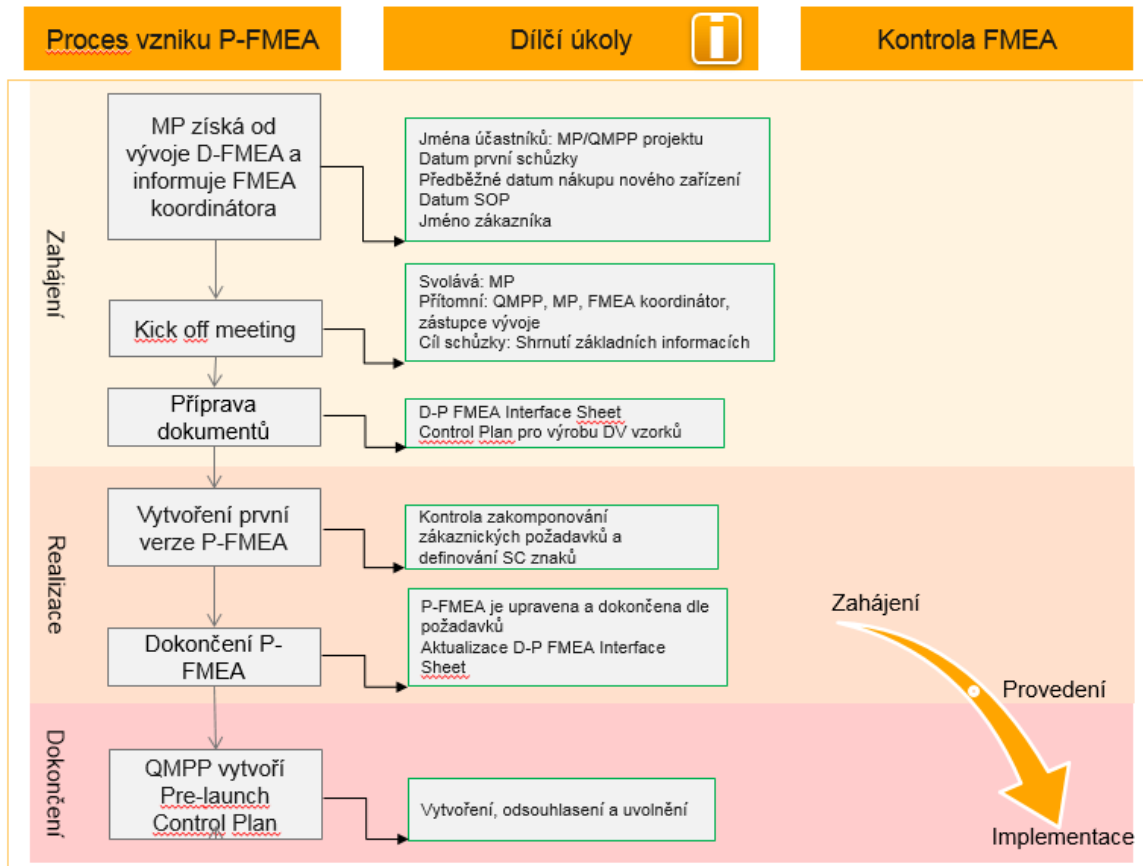 Proces vzniku P-FMEA
Dílčí úkoly
Kontrola FMEA
Zahájení
MP získá od
vývoje D-FMEA a
informuje FMEA
koordinátora
Jména účastníků: MP/QMPP projektu
Datum první schůzky
Předběžné datum nákupu nového zařízení
Datum SOP
Jméno zákazníka
Kick off meeting
Svolává: MP
Přítomní: QMPP, MP, FMEA koordinátor,
zástupce vývoje
Cíl schůzky: Shrnutí základních informacích
Příprava
dokumentů
D-P FMEA Interface Sheet
Control Plan pro výrobu DV vzorků
Realizace
Vytvoření první
verze P-FMEA
Kontrola zakomponování
zákaznických požadavků a
definování SC znaků
Dokončení P-
FMEA
P-FMEA je upravena a dokončena dle
požadavků
Aktualizace D-P FMEA Interface
Sheet
Zahájení
Provedení
Implementace
Dokončení
QMPP vytvoří
Pre-launch
Control Plan
Vytvoření, odsouhlasení a uvolnění